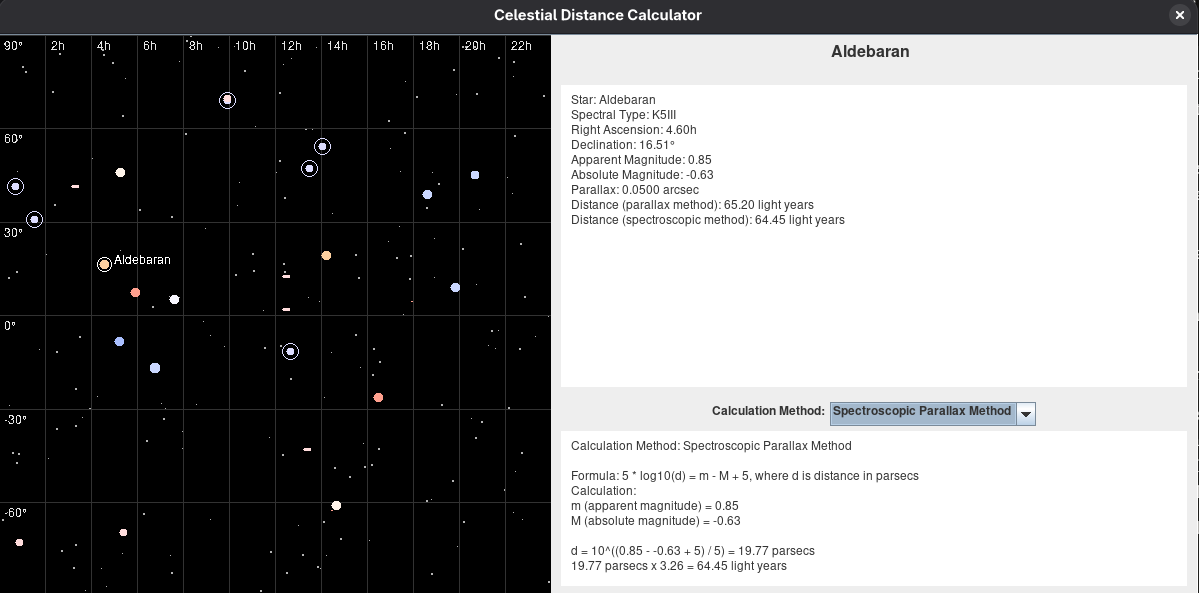 Celestial Distance Calculator
90° 2h 4h 6h 8h 10h 12h 14h 16h 18h 20h 22h
60°
30°
Aldebaran
0°
-30°
-60°
Aldebaran
Star: Aldebaran
Spectral Type: K5III
Right Ascension: 4.60h
Declination: 16.51°
Apparent Magnitude: 0.85
Absolute Magnitude: -0.63
Parallax: 0.0500 arcsec
Distance (parallax method): 65.20 light years
Distance (spectroscopic method): 64.45 light years
Calculation Method: Spectroscopic Parallax Method
Calculation Method: Spectroscopic Parallax Method
Formula: 5 * log10(d) = m - M + 5, where d is distance in parsecs
Calculation:
m (apparent magnitude) = 0.85
M (absolute magnitude) = -0.63
d = 10^((0.85 - -0.63 + 5) / 5) = 19.77 parsecs
19.77 parsecs x 3.26 = 64.45 light years